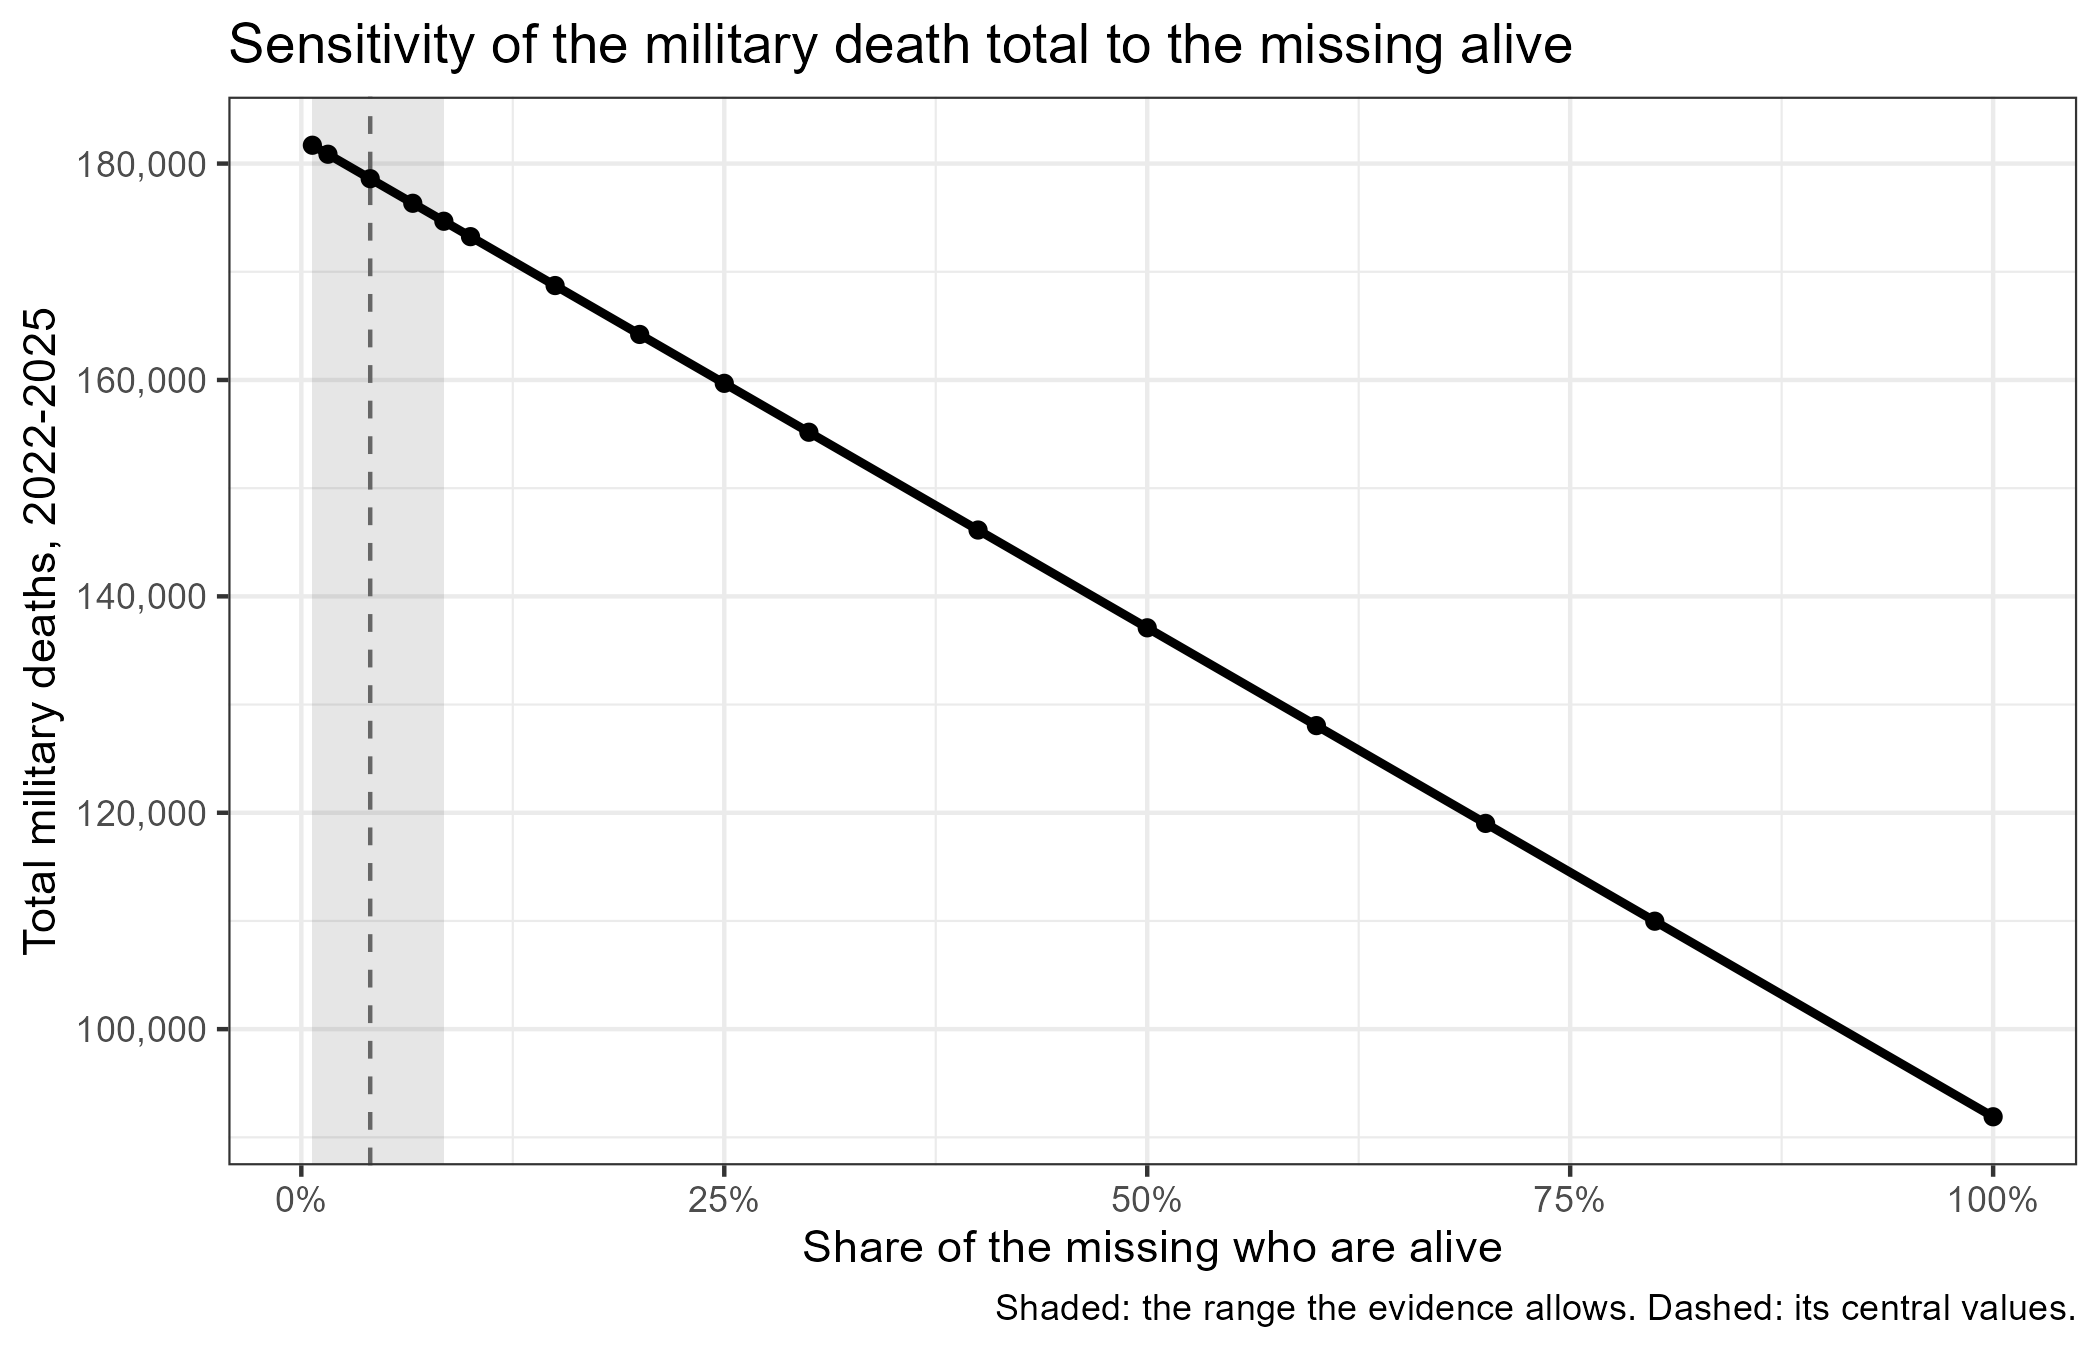 Sensitivity of the military death total to the missing alive
Total military deaths, 2022-2025
180,000
160,000
140,000
120,000
100,000
0%
25%
50%
75%
100%
Share of the missing who are alive
Shaded: the range the evidence allows. Dashed: its central values.